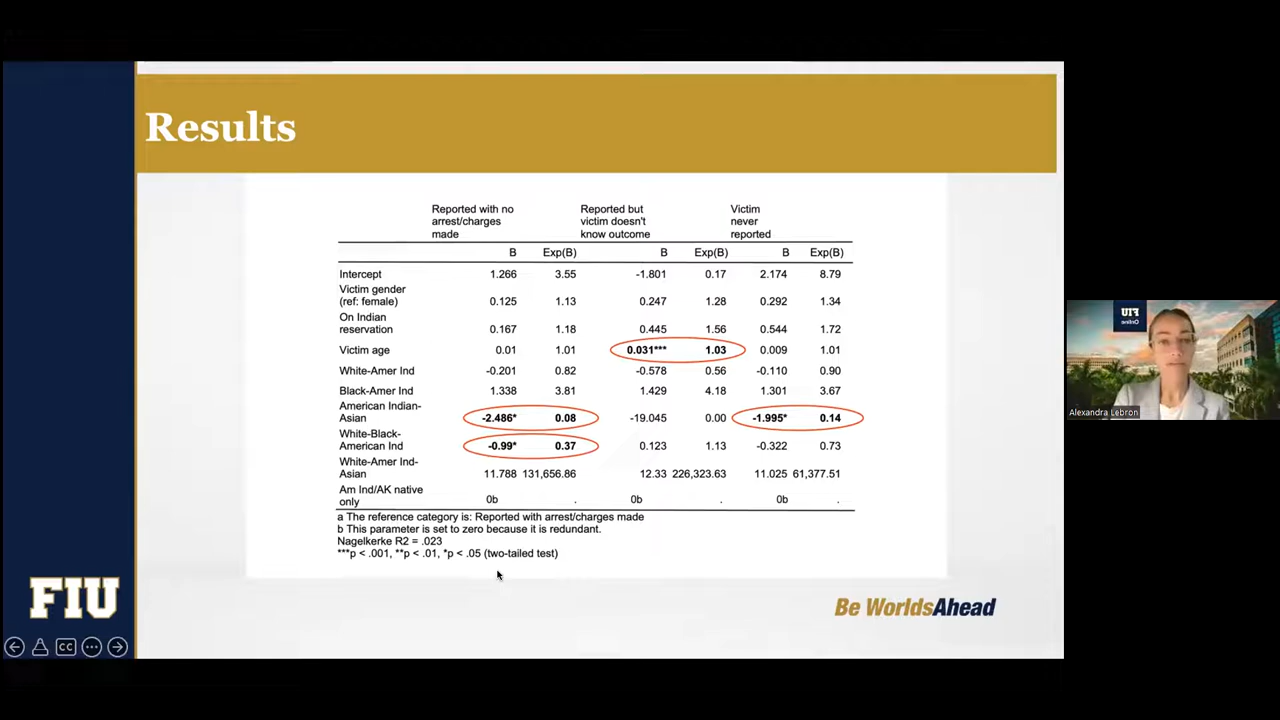 Results
Reported with no arrest/charges made
Reported but victim doesn't know outcome
Victim never reported
B Exp(B) B Exp(B) B Exp(B)
Intercept 1.266 3.55 -1.801 0.17 2.174 8.79
Victim gender (ref: female) 0.125 1.13 0.247 1.28 0.292 1.34
On Indian reservation 0.167 1.18 0.445 1.56 0.544 1.72
Victim age 0.01 1.01 0.031*** 1.03 0.009 1.01
White-Amer Ind -0.201 0.82 -0.578 0.56 -0.110 0.90
Black-Amer Ind 1.338 3.81 1.429 4.18 1.301 3.67
American Indian-Asian -2.486* 0.08 -19.045 0.00 -1.995* 0.14
White-Black-American Ind -0.99* 0.37 0.123 1.13 -0.322 0.73
White-Amer Ind-Asian 11.788 131,656.86 12.33 226,323.63 11.025 61,377.51
Am Ind/AK native only 0b . 0b . 0b .
a The reference category is: Reported with arrest/charges made
b This parameter is set to zero because it is redundant.
Nagelkerke R2 = .023
***p < .001, **p < .01, *p < .05 (two-tailed test)
FIU
Be WorldsAhead
CC
FIU
Online
Alexandra Lebron